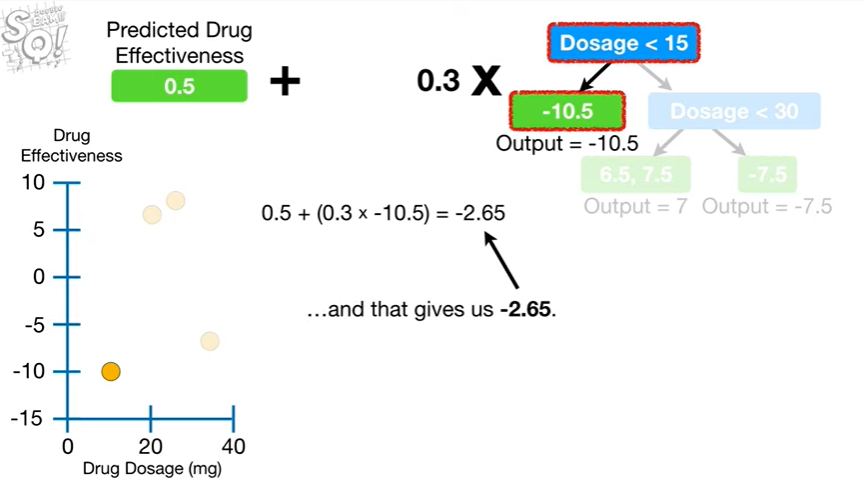 StatQuest!
Predicted Drug
Effectiveness
0.5
+
0.3 X
Dosage < 15
-10.5
Output = -10.5
Dosage < 30
6.5, 7.5
-7.5
Output = 7
Output = -7.5
Drug
Effectiveness
10
5
0
-5
-10
-15
0
20
40
Drug Dosage (mg)
0.5 + (0.3 × -10.5) = -2.65
…and that gives us -2.65.